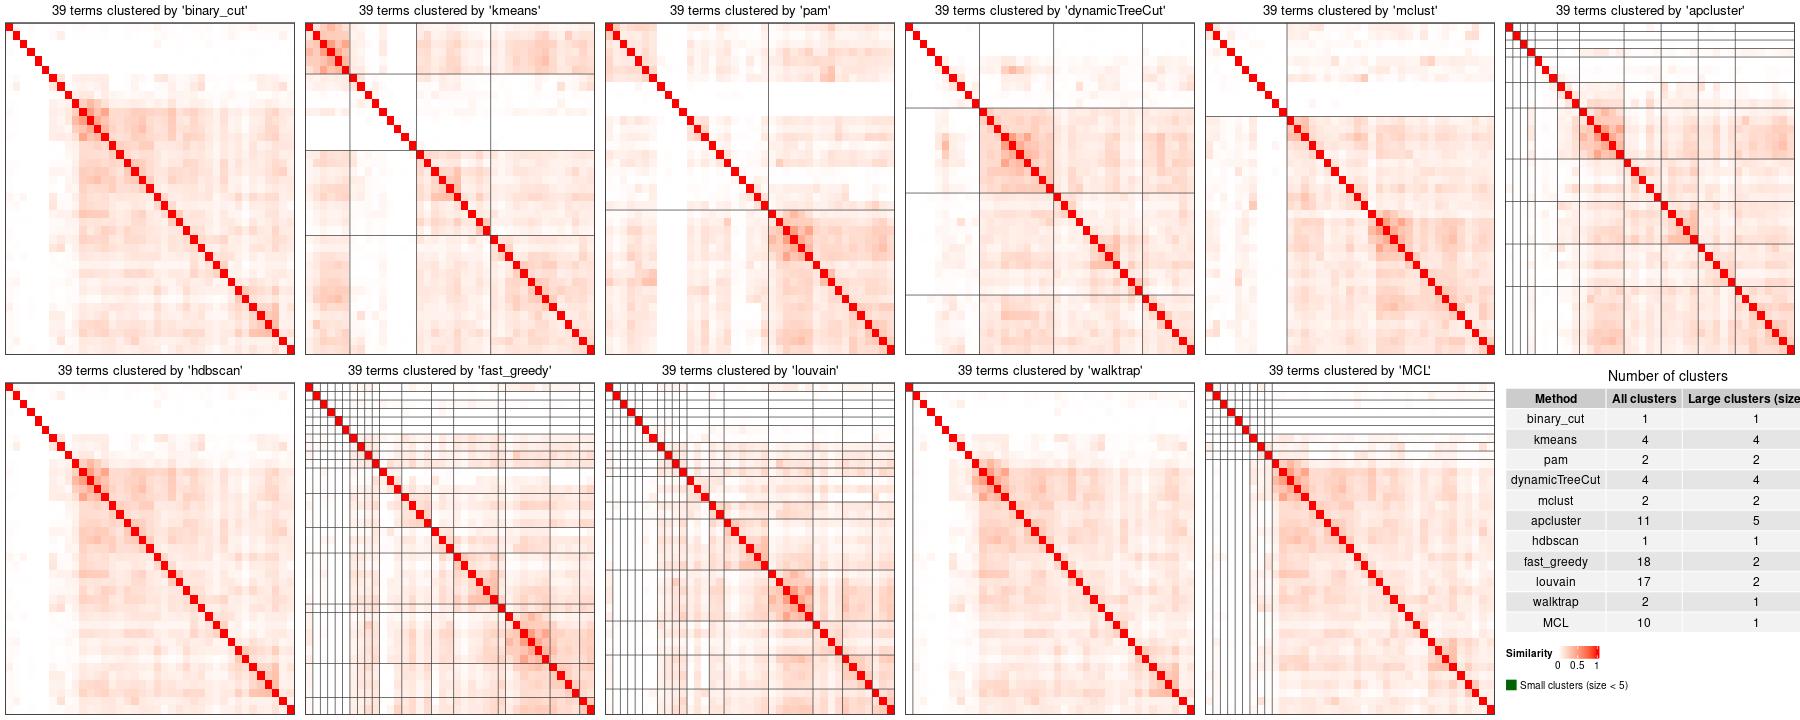 39 terms clustered by 'binary_cut'
39 terms clustered by 'kmeans'
39 terms clustered by 'pam'
39 terms clustered by 'dynamicTreeCut'
39 terms clustered by 'mclust'
39 terms clustered by 'apcluster'
39 terms clustered by 'hdbscan'
39 terms clustered by 'fast_greedy'
39 terms clustered by 'louvain'
39 terms clustered by 'walktrap'
39 terms clustered by 'MCL'
Number of clusters
Method All clusters Large clusters (size
binary_cut 1 1
kmeans 4 4
pam 2 2
dynamicTreeCut 4 4
mclust 2 2
apcluster 11 5
hdbscan 1 1
fast_greedy 18 2
louvain 17 2
walktrap 2 1
MCL 10 1
Similarity
0 0.5 1
Small clusters (size < 5)